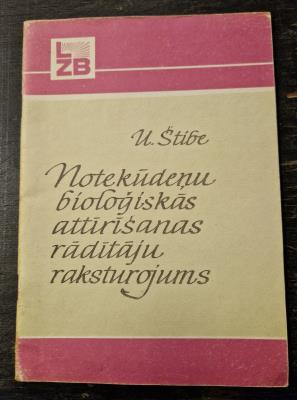 LZB
U. Štibe
Notekūdeņu
bioloģiskās
attīrīšanas
rādītāju
raksturojums